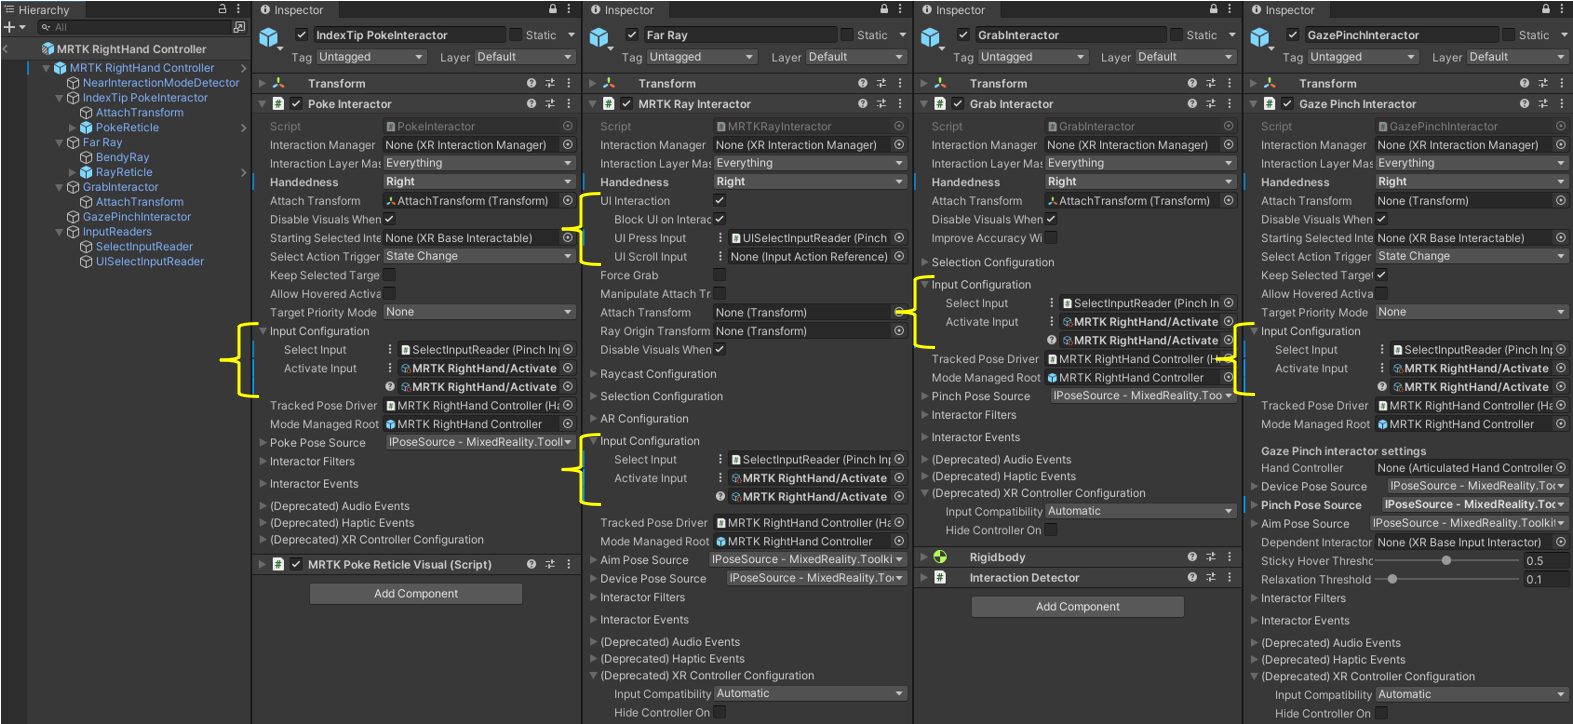 Hierarchy
All
MRTK RightHand Controller
MRTK RightHand Controller
NearInteractionModeDetector
IndexTip PokeInteractor
AttachTransform
PokeReticle
Far Ray
BendyRay
RayReticle
GrabInteractor
AttachTransform
GazePinchInteractor
InputReaders
SelectInputReader
UISelectInputReader
Inspector
IndexTip PokeInteractor Static
Tag Untagged Layer Default
Transform
Poke Interactor
Script PokeInteractor
Interaction Manager None (XR Interaction Manager)
Interaction Layer Mas Everything
Handedness Right
Attach Transform AttachTransform (Transform)
Disable Visuals When
Starting Selected Inte None (XR Base Interactable)
Select Action Trigger State Change
Keep Selected Target
Allow Hovered Activa
Target Priority Mode None
Input Configuration
Select Input SelectInputReader (Pinch In
Activate Input MRTK RightHand/Activate
MRTK RightHand/Activate
Tracked Pose Driver MRTK RightHand Controller (Ha
Mode Managed Root MRTK RightHand Controller
Poke Pose Source IPoseSource - MixedReality.Toolk
Interactor Filters
Interactor Events
(Deprecated) Audio Events
(Deprecated) Haptic Events
(Deprecated) XR Controller Configuration
MRTK Poke Reticle Visual (Script)
Add Component
Inspector
Far Ray Static
Tag Untagged Layer Default
Transform
MRTK Ray Interactor
Script MRTKRayInteractor
Interaction Manager None (XR Interaction Manager)
Interaction Layer Mas Everything
Handedness Right
UI Interaction
Block UI on Interac
UI Press Input UISelectInputReader (Pinch
UI Scroll Input None (Input Action Reference)
Force Grab
Manipulate Attach Tr
Attach Transform None (Transform)
Ray Origin Transform None (Transform)
Disable Visuals When
Raycast Configuration
Selection Configuration
AR Configuration
Input Configuration
Select Input SelectInputReader (Pinch Inp
Activate Input MRTK RightHand/Activate
MRTK RightHand/Activate
Tracked Pose Driver MRTK RightHand Controller (Ha
Mode Managed Root MRTK RightHand Controller
Aim Pose Source IPoseSource - MixedReality.Toolki
Device Pose Source IPoseSource - MixedReality.Too
Interactor Filters
Interactor Events
(Deprecated) Audio Events
(Deprecated) Haptic Events
(Deprecated) XR Controller Configuration
Input Compatibility Automatic
Hide Controller On
Inspector
GrabInteractor Static
Tag Untagged Layer Default
Transform
Grab Interactor
Script GrabInteractor
Interaction Manager None (XR Interaction Manager)
Interaction Layer Mas Everything
Handedness Right
Attach Transform AttachTransform (Transform)
Disable Visuals When
Improve Accuracy Wi
Selection Configuration
Input Configuration
Select Input SelectInputReader (Pinch In
Activate Input MRTK RightHand/Activate
MRTK RightHand/Activate
Tracked Pose Driver MRTK RightHand Controller (H
Mode Managed Root MRTK RightHand Controller
Pinch Pose Source IPoseSource - MixedReality.Too
Interactor Filters
Interactor Events
(Deprecated) Audio Events
(Deprecated) Haptic Events
(Deprecated) XR Controller Configuration
Input Compatibility Automatic
Hide Controller On
Rigidbody
Interaction Detector
Add Component
Inspector
GazePinchInteractor Static
Tag Untagged Layer Default
Transform
Gaze Pinch Interactor
Script GazePinchInteractor
Interaction Manager None (XR Interaction Manager)
Interaction Layer Mas Everything
Handedness Right
Attach Transform None (Transform)
Disable Visuals When
Starting Selected Int None (XR Base Interactable)
Select Action Trigger State Change
Keep Selected Target
Allow Hovered Activa
Target Priority Mode None
Input Configuration
Select Input SelectInputReader (Pinch Inp
Activate Input MRTK RightHand/Activate
MRTK RightHand/Activate
Tracked Pose Driver MRTK RightHand Controller (Ha
Mode Managed Root MRTK RightHand Controller
Gaze Pinch interactor settings
Hand Controller None (Articulated Hand Controller
Device Pose Source IPoseSource - MixedReality.Too
Pinch Pose Source IPoseSource - MixedReality.Too
Aim Pose Source IPoseSource - MixedReality.Toolkit
Dependent Interactor None (XR Base Input Interactor)
Sticky Hover Thresho 0.5
Relaxation Threshold 0.1
Interactor Filters
Interactor Events
(Deprecated) Audio Events
(Deprecated) Haptic Events
(Deprecated) XR Controller Configuration
Input Compatibility Automatic
Hide Controller On